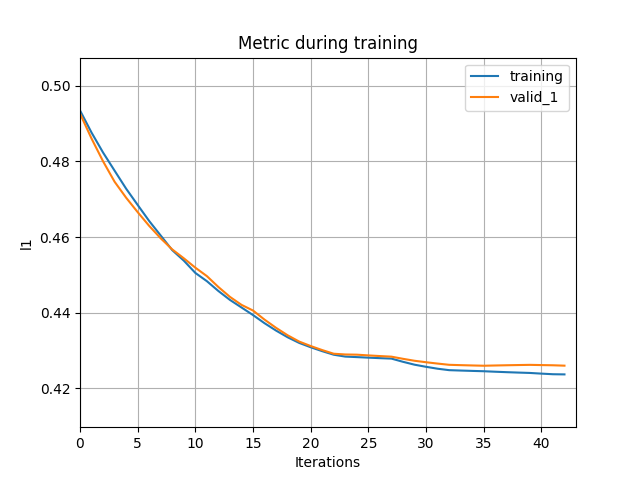 Metric during training
training
valid_1
0.50
0.48
0.46
0.44
0.42
l1
0 5 10 15 20 25 30 35 40
Iterations